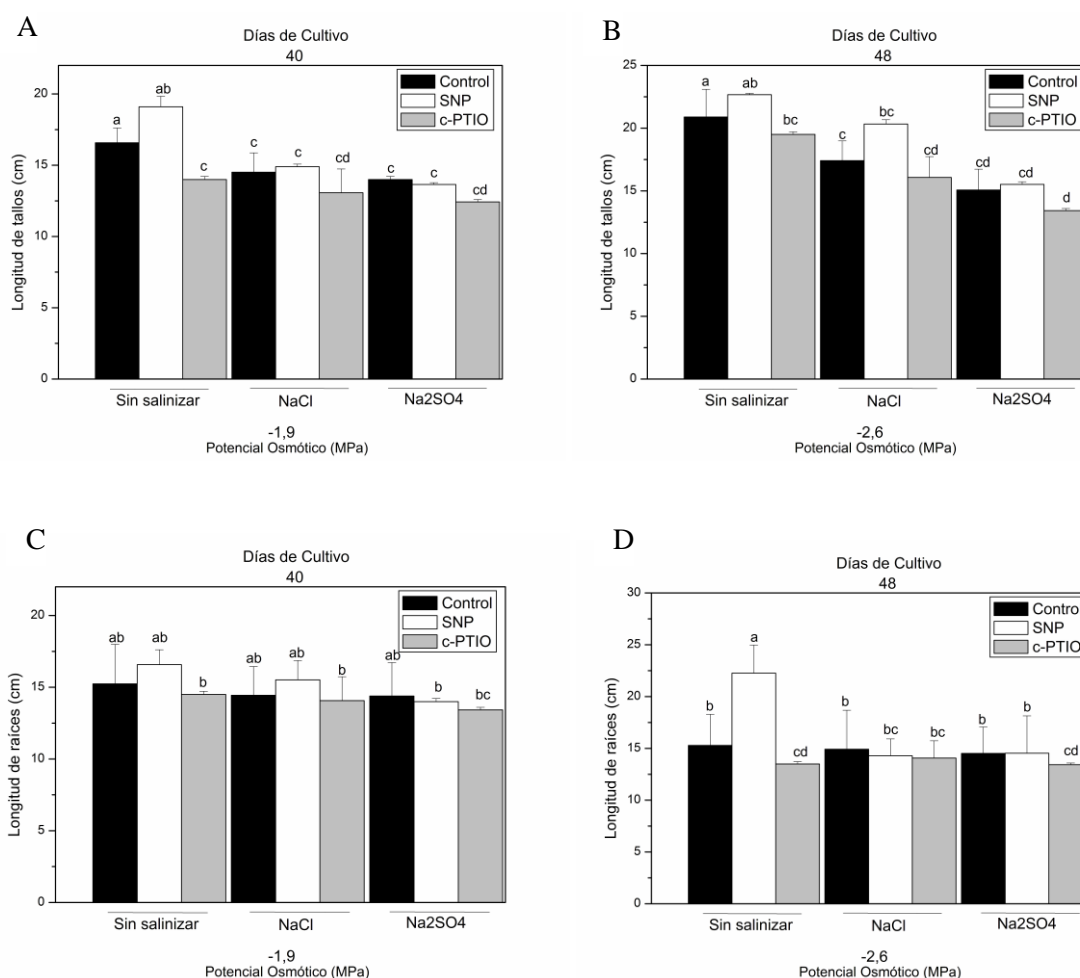 A
Días de Cultivo
40
Control
SNP
c-PTIO
Longitud de tallos (cm)
20
15
10
5
0
a
ab
c
c
c
cd
c
c
cd
Sin salinizar
NaCl
Na2SO4
-1,9
Potencial Osmótico (MPa)
B
Días de Cultivo
48
Control
SNP
c-PTIO
Longitud de tallos (cm)
25
20
15
10
5
0
a
ab
bc
c
bc
cd
cd
cd
d
Sin salinizar
NaCl
Na2SO4
-2,6
Potencial Osmótico (MPa)
C
Días de Cultivo
40
Control
SNP
c-PTIO
Longitud de raíces (cm)
20
15
10
5
0
ab
ab
b
ab
ab
b
ab
b
bc
Sin salinizar
NaCl
Na2SO4
-1,9
Potencial Osmótico (MPa)
D
Días de Cultivo
48
Control
SNP
c-PTIO
Longitud de raíces (cm)
30
25
20
15
10
5
0
b
a
cd
b
bc
bc
b
b
cd
Sin salinizar
NaCl
Na2SO4
-2,6
Potencial Osmótico (MPa)